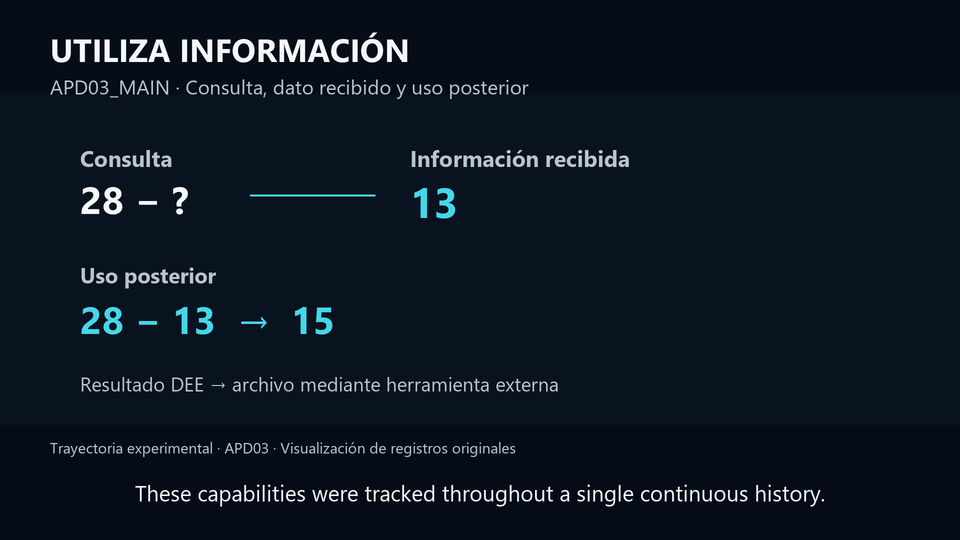 UTILIZA INFORMACIÓN
APD03_MAIN · Consulta, dato recibido y uso posterior
Consulta
Información recibida
28 – ?
13
Uso posterior
28 – 13 → 15
Resultado DEE → archivo mediante herramienta externa
Trayectoria experimental · APD03 · Visualización de registros originales
These capabilities were tracked throughout a single continuous history.